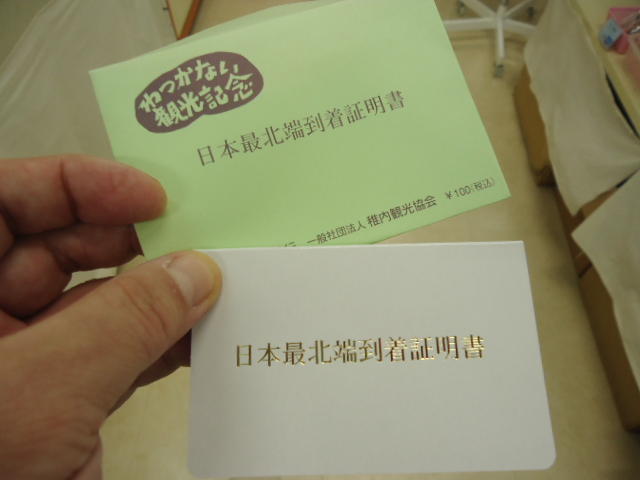 わっかない
観光記念
日本最北端到着証明書
一般社団法人 稚内観光協会 ¥100(税込)
日本最北端到着証明書